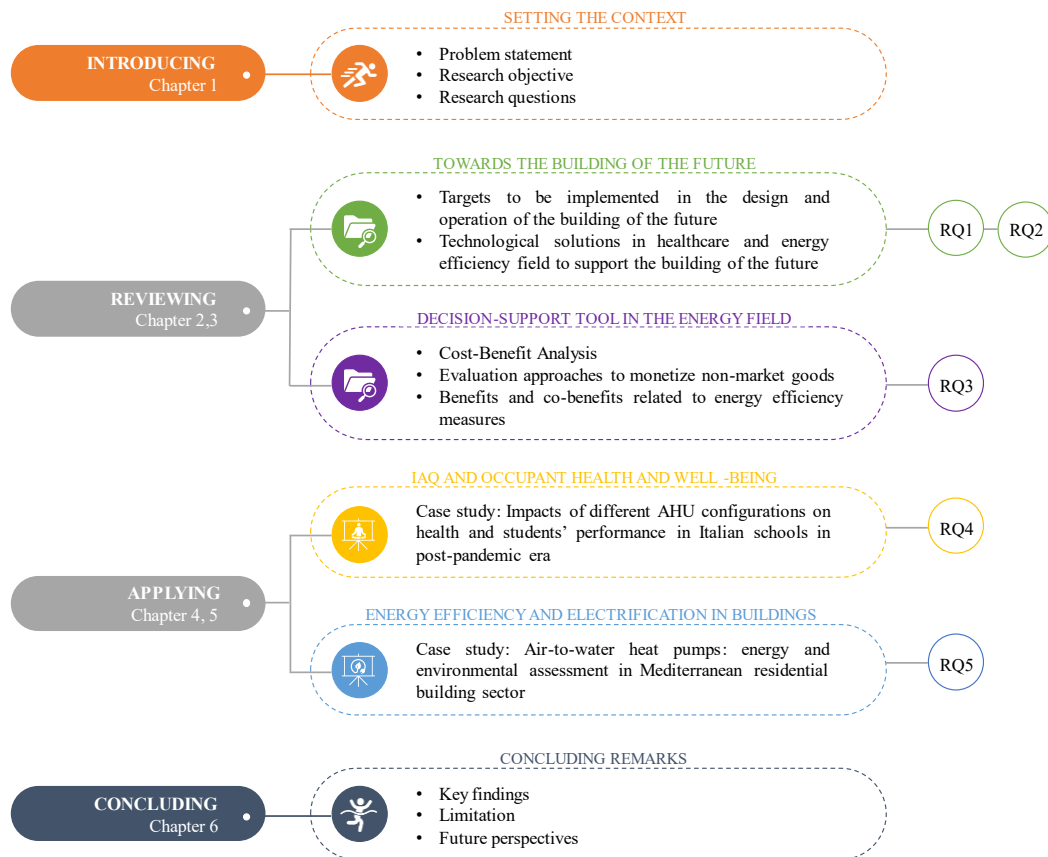 SETTING THE CONTEXT
INTRODUCING
Chapter 1
• Problem statement
• Research objective
• Research questions
TOWARDS THE BUILDING OF THE FUTURE
• Targets to be implemented in the design and
operation of the building of the future
• Technological solutions in healthcare and energy
efficiency field to support the building of the future
RQ1
RQ2
REVIEWING
Chapter 2,3
DECISION-SUPPORT TOOL IN THE ENERGY FIELD
• Cost-Benefit Analysis
• Evaluation approaches to monetize non-market goods
• Benefits and co-benefits related to energy efficiency
measures
RQ3
IAQ AND OCCUPANT HEALTH AND WELL -BEING
Case study: Impacts of different AHU configurations on
health and students’ performance in Italian schools in
post-pandemic era
RQ4
APPLYING
Chapter 4, 5
ENERGY EFFICIENCY AND ELECTRIFICATION IN BUILDINGS
Case study: Air-to-water heat pumps: energy and
environmental assessment in Mediterranean residential
building sector
RQ5
CONCLUDING REMARKS
CONCLUDING
Chapter 6
• Key findings
• Limitation
• Future perspectives